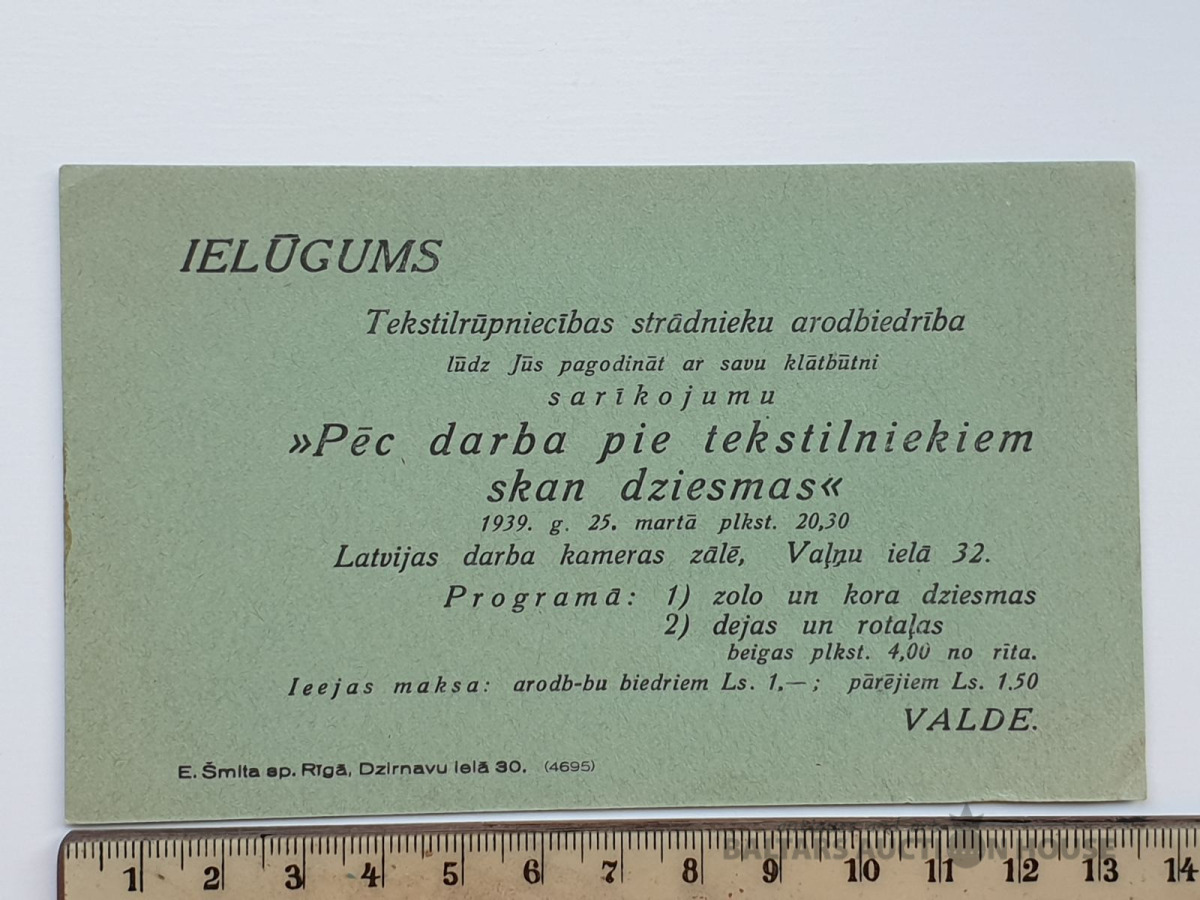 IELŪGUMS
Tekstilrūpniecības strādnieku arodbiedrība
lūdz Jūs pagodināt ar savu klātbūtni
sarīkojumu
»Pēc darba pie tekstilniekiem
skan dziesmas«
1939. g. 25. martā plkst. 20,30
Latvijas darba kameras zālē, Vaļņu ielā 32.
Programā: 1) zolo un kora dziesmas
2) dejas un rotaļas
beigas plkst. 4,00 no rīta.
Ieejas maksa: arodb-bu biedriem Ls. 1.—; pārējiem Ls. 1.50
VALDE.
E. Šmita sp. Rīgā, Dzirnavu ielā 30. (4695)
BALTARS AUCTION HOUSE
1 2 3 4 5 6 7 8 9 10 11 12 13 14